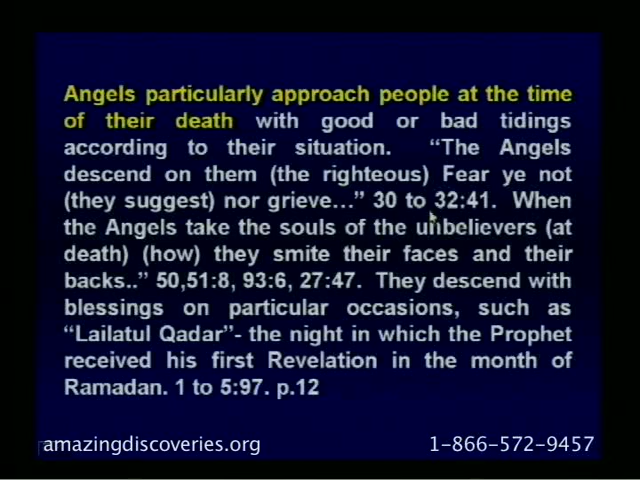 Angels particularly approach people at the time
of their death with good or bad tidings
according to their situation. “The Angels
descend on them (the righteous) Fear ye not
(they suggest) nor grieve…” 30 to 32:41. When
the Angels take the souls of the unbelievers (at
death) (how) they smite their faces and their
backs..” 50,51:8, 93:6, 27:47. They descend with
blessings on particular occasions, such as
“Lailatul Qadar”- the night in which the Prophet
received his first Revelation in the month of
Ramadan. 1 to 5:97. p.12
amazingdiscoveries.org
1-866-572-9457